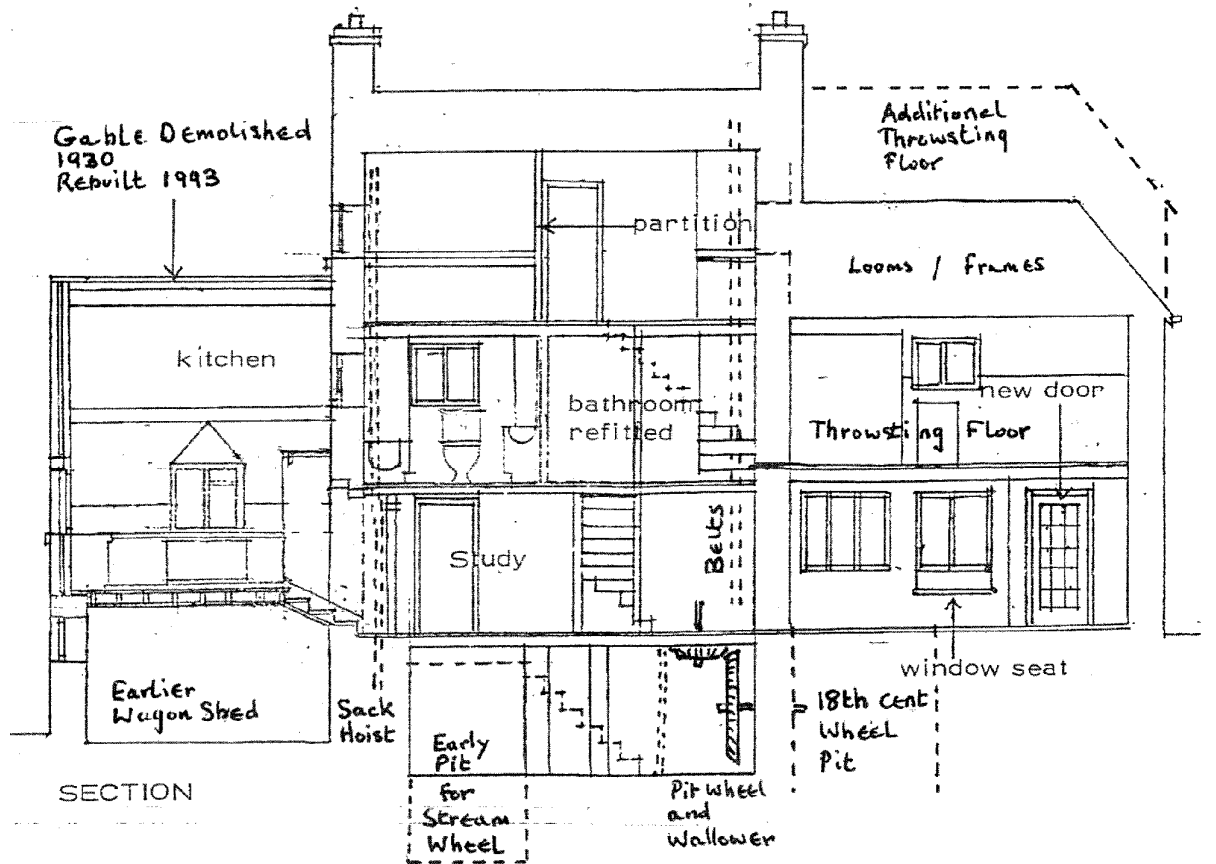 Gable Demolished
1930
Rebuilt 1993
Additional
Throwsting
Floor
partition
Looms / Frames
kitchen
bathroom
refitted
new door
Throwsting Floor
Study
Belts
window seat
Earlier
Wagon Shed
Sack
Hoist
Early
Pit
for
Stream
Wheel
Pit Wheel
and
Wallower
18th Cent
Wheel
Pit
SECTION